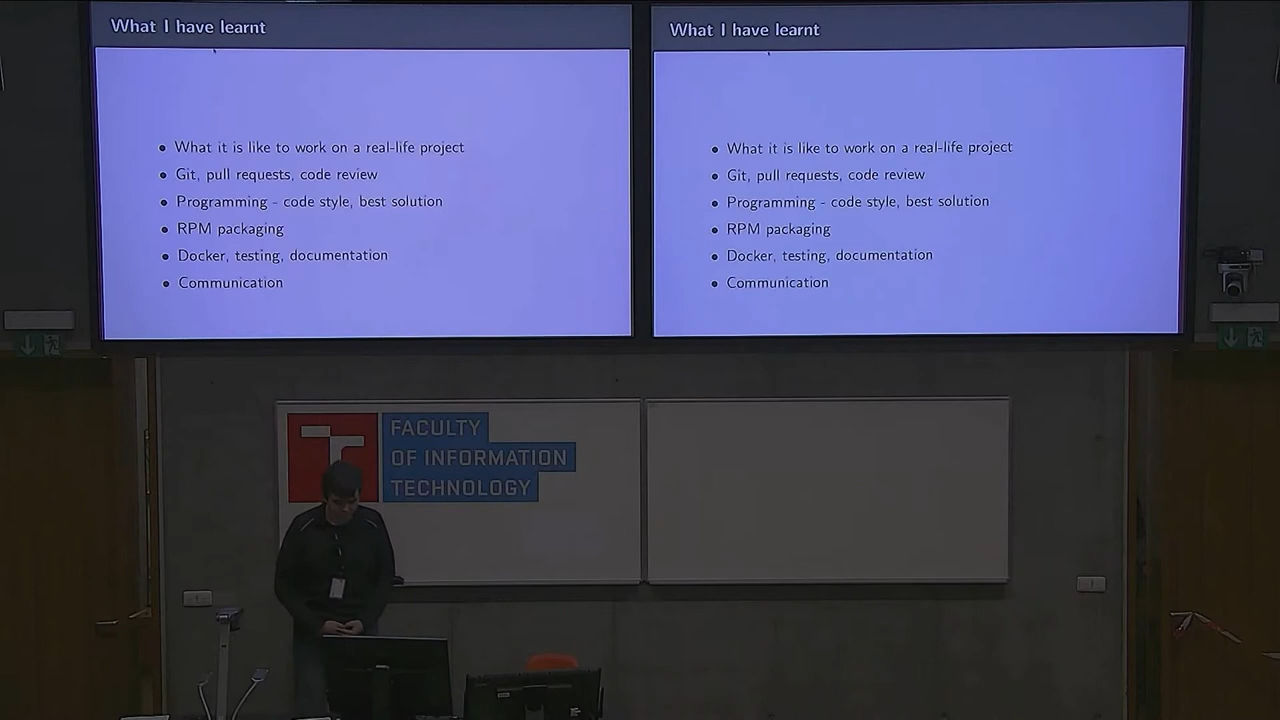 What I have learnt
What it is like to work on a real-life project
Git, pull requests, code review
Programming - code style, best solution
RPM packaging
Docker, testing, documentation
Communication
What I have learnt
What it is like to work on a real-life project
Git, pull requests, code review
Programming - code style, best solution
RPM packaging
Docker, testing, documentation
Communication
FACULTY
OF INFORMATION
TECHNOLOGY